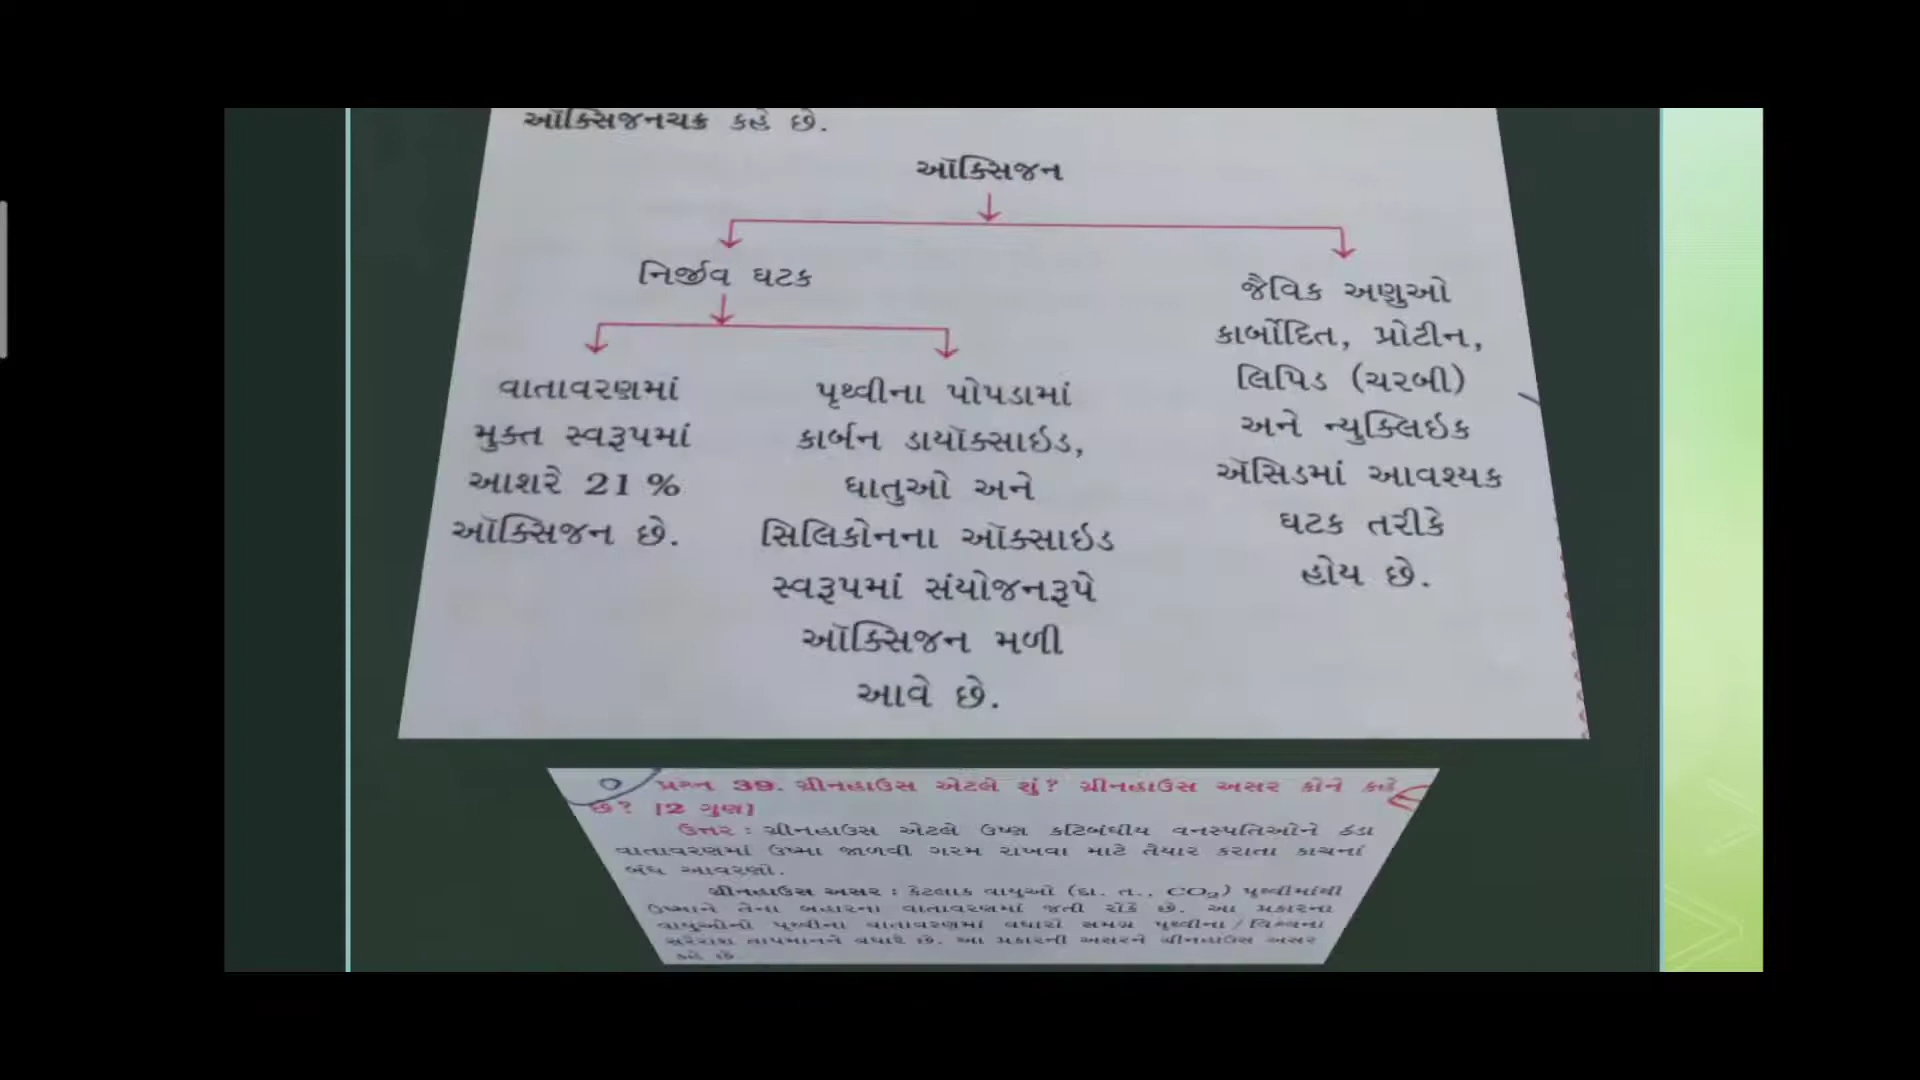 ઑક્સિજનચક્ર કહે છે.
ઑક્સિજન
નિર્જીવ ઘટક
વાતાવરણમાં
મુક્ત સ્વરૂપમાં
આશરે 21 %
ઑક્સિજન છે.
પૃથ્વીના પોપડામાં
કાર્બન ડાયૉક્સાઇડ,
ધાતુઓ અને
સિલિકોનના ઑક્સાઇડ
સ્વરૂપમાં સંયોજનરૂપે
ઑક્સિજન મળી
આવે છે.
જૈવિક અણુઓ
કાર્બોદિત, પ્રોટીન,
લિપિડ (ચરબી)
અને ન્યુક્લિઇક
ઍસિડમાં આવશ્યક
ઘટક તરીકે
હોય છે.
પ્રશ્ન 39. ગ્રીનહાઉસ એટલે શું? ગ્રીનહાઉસ અસર કોને કહે
છે? [2 ગુણ]
ઉત્તર : ગ્રીનહાઉસ એટલે ઉષ્ણ કટિબંધીય વનસ્પતિઓને ઠંડા
વાતાવરણમાં ઉષ્મા જાળવી ગરમ રાખવા માટે તૈયાર કરાતા કાચનાં
બંધ આવરણો.
ગ્રીનહાઉસ અસર : કેટલાક વાયુઓ (દા. ત., CO₂) પૃથ્વીમાંથી
ઉષ્માને તેના બહારના વાતાવરણમાં જતી રોકે છે. આ પ્રકારના
વાયુઓનો પૃથ્વીના વાતાવરણમાં વધારો સમગ્ર પૃથ્વીના / વિશ્વના
સરેરાશ તાપમાનને વધારે છે. આ પ્રકારની અસરને ગ્રીનહાઉસ અસર
કહે છે.